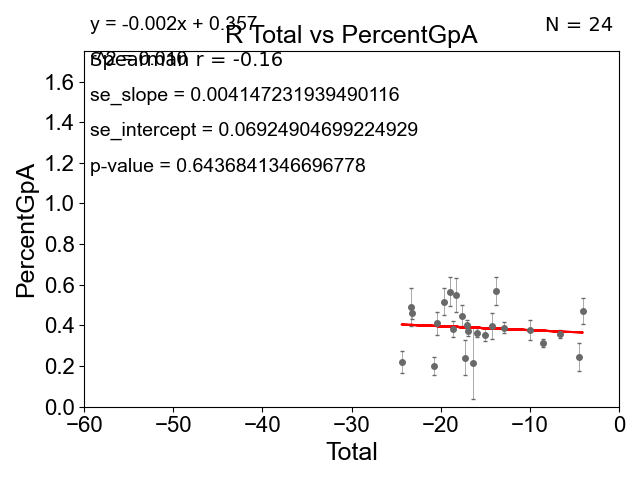 y = -0.002x + 0.357
N = 24
R Total vs PercentGpA
Spearman r = -0.16
se_slope = 0.004147231939490116
se_intercept = 0.06924904699224929
p-value = 0.6436841346696778
PercentGpA
1.6
1.4
1.2
1.0
0.8
0.6
0.4
0.2
0.0
−60
−50
−40
−30
−20
−10
0
Total